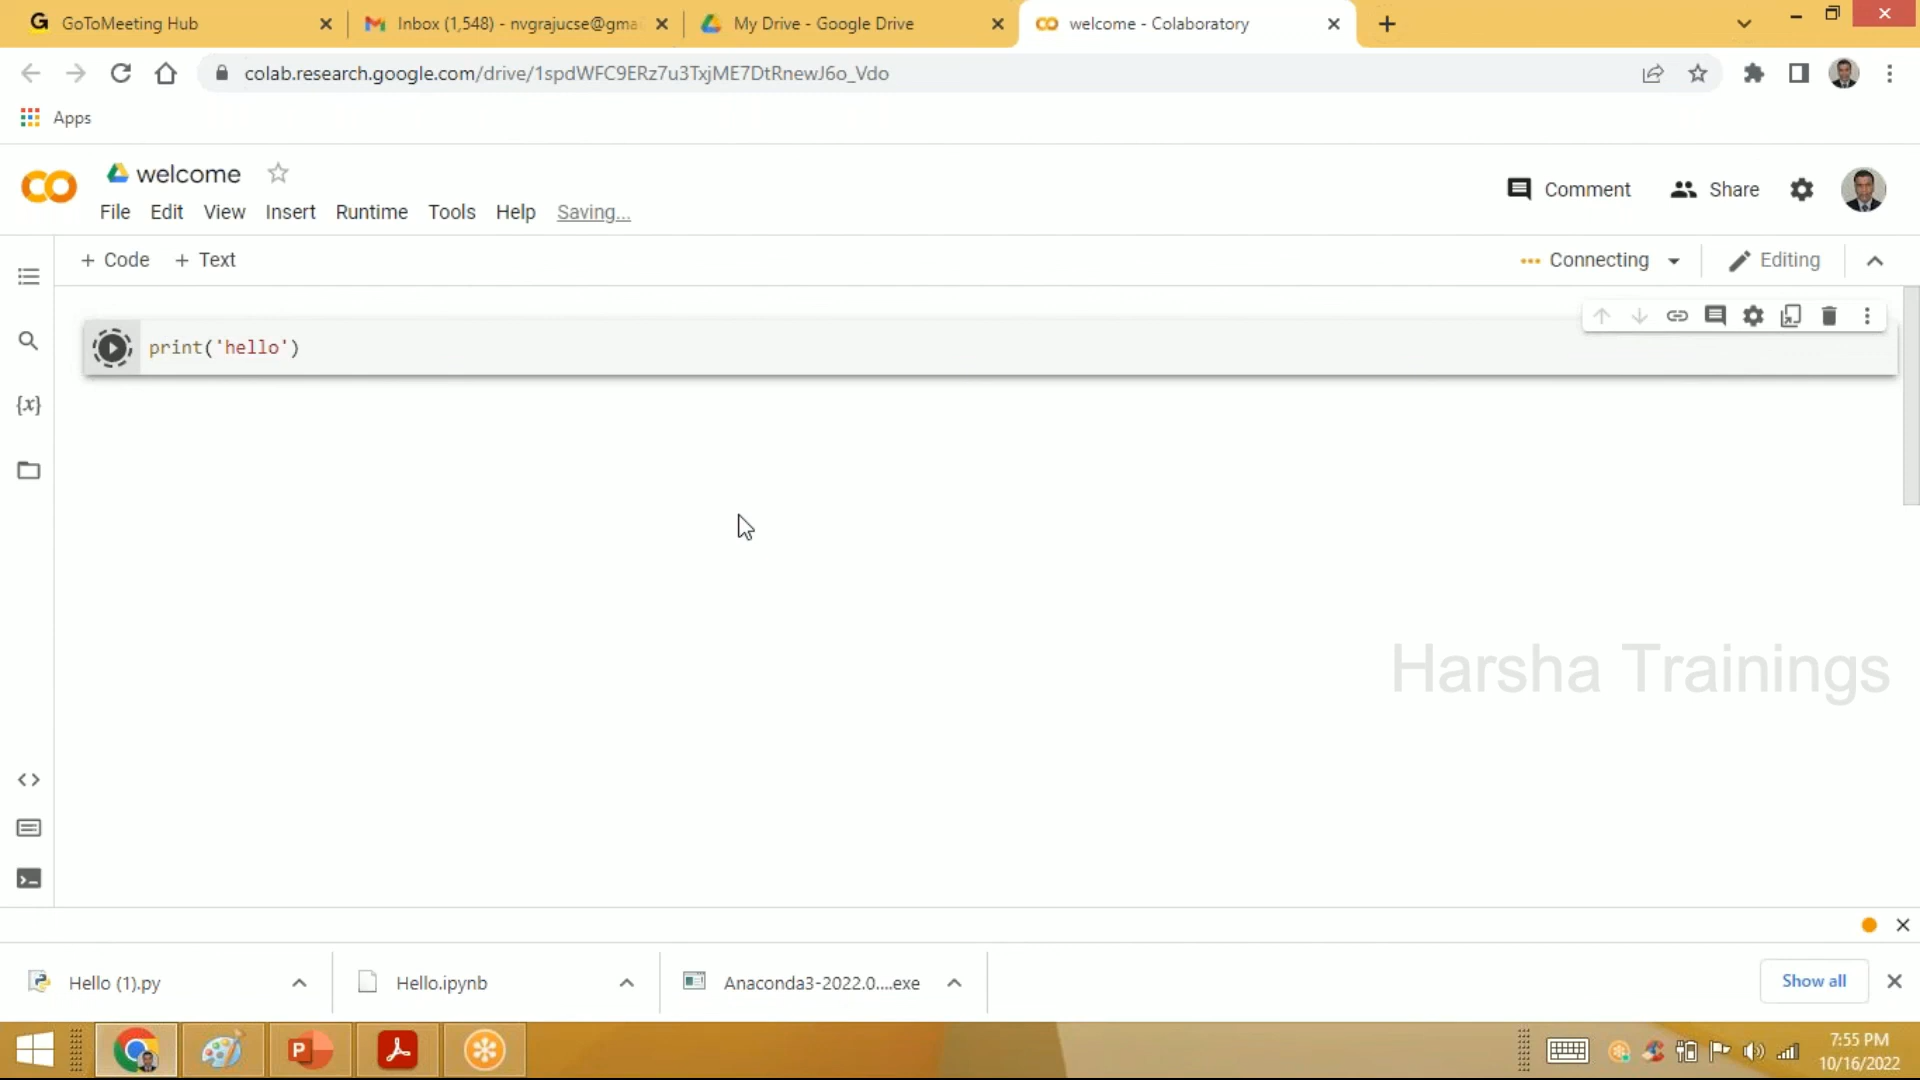 GoToMeeting Hub
Inbox (1,548) - nvgrajucse@gma
My Drive - Google Drive
welcome - Colaboratory
colab.research.google.com/drive/1spdWFC9ERz7u3TxjME7DtRnewJ6o_Vdo
Apps
welcome
Comment
Share
File Edit View Insert Runtime Tools Help Saving...
+ Code + Text
Connecting
Editing
print('hello')
{x}
Harsha Trainings
Hello (1).py
Hello.ipynb
Anaconda3-2022.0....exe
Show all
7:55 PM
10/16/2022